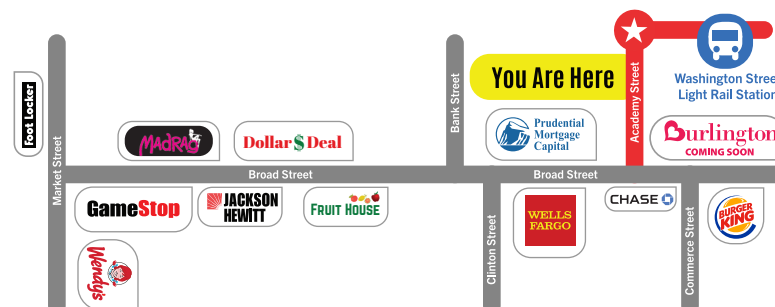 You Are Here
Washington Stree
Light Rail Station
Foot Locker
Market Street
MADRAG
Dollar $ Deal
Bank Street
Prudential
Mortgage
Capital
Academy Street
Burlington
COMING SOON
Broad Street
Broad Street
GameStop
JACKSON
HEWITT
FRUIT HOUSE
Wendy's
Clinton Street
WELLS
FARGO
CHASE
Commerce Street
BURGER
KING